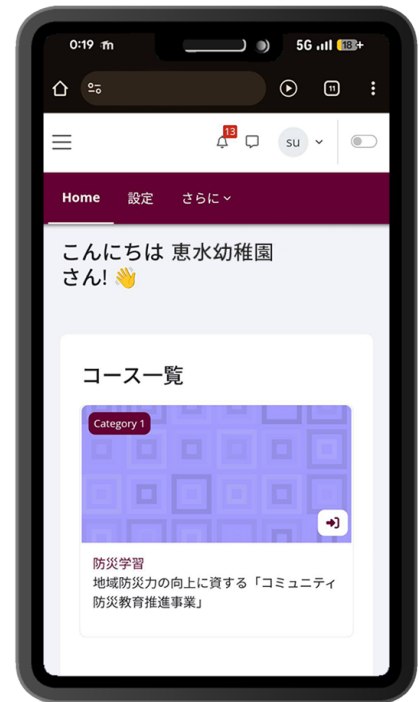 0:19
5G 18+
11
13
su
Home 設定 さらに
こんにちは 恵水幼稚園
さん! 👋
コース一覧
Category 1
防災学習
地域防災力の向上に資する「コミュニティ
防災教育推進事業」